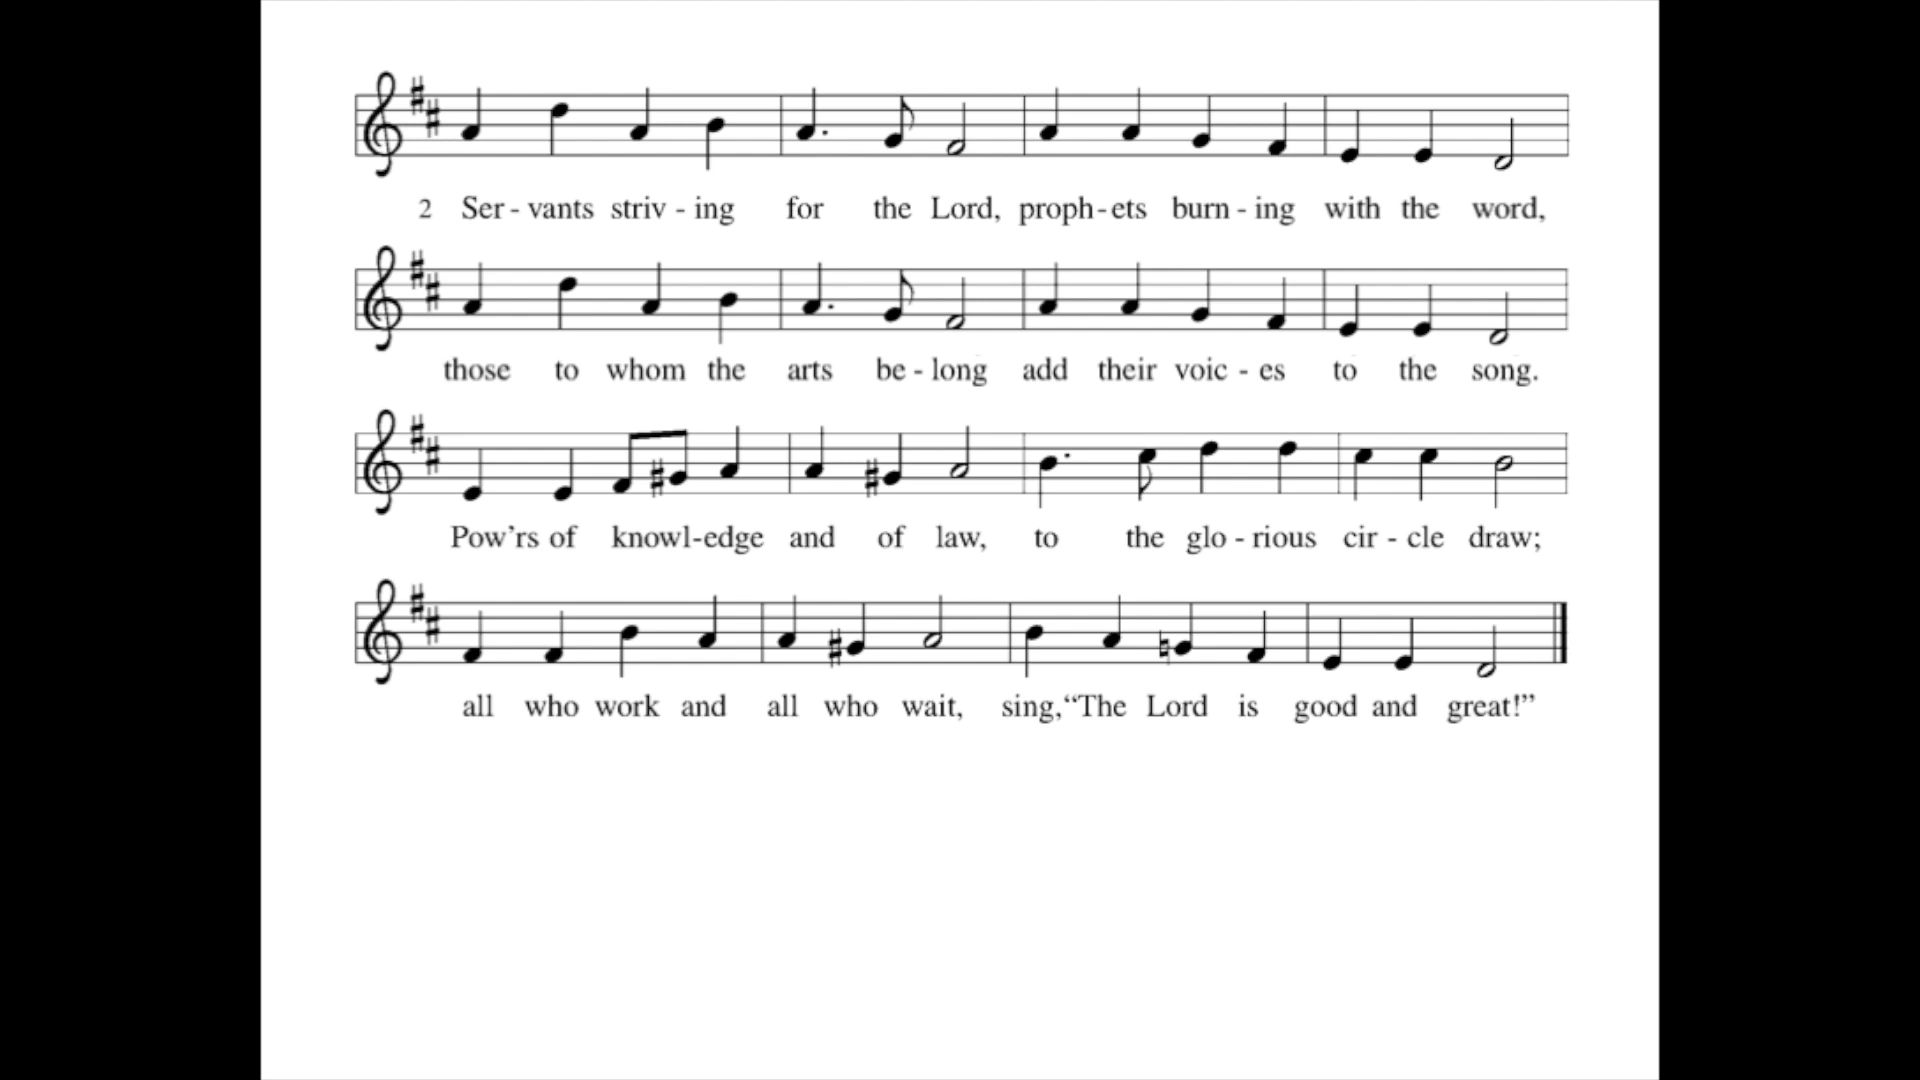 2 Ser - vants striv - ing for the Lord, proph - ets burn - ing with the word,
those to whom the arts be - long add their voic - es to the song.
Pow’rs of knowl - edge and of law, to the glo - rious cir - cle draw;
all who work and all who wait, sing, “The Lord is good and great!”